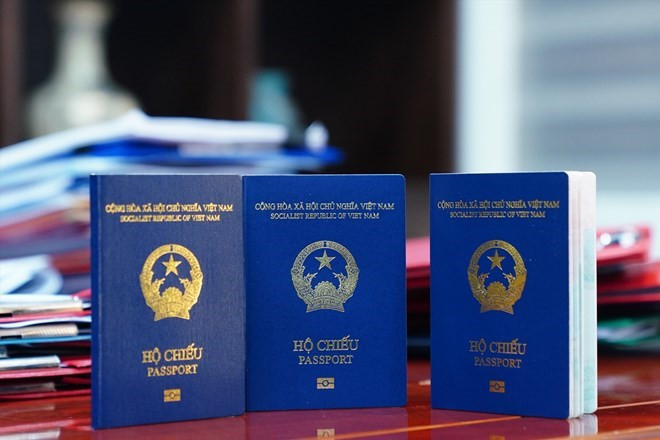 CỘNG HÒA XÃ HỘI CHỦ NGHĨA VIỆT NAM
SOCIALIST REPUBLIC OF VIET NAM
HỘ CHIẾU
PASSPORT
CỘNG HÒA XÃ HỘI CHỦ NGHĨA VIỆT NAM
SOCIALIST REPUBLIC OF VIET NAM
HỘ CHIẾU
PASSPORT
CỘNG HÒA XÃ HỘI CHỦ NGHĨA VIỆT NAM
SOCIALIST REPUBLIC OF VIET NAM
HỘ CHIẾU
PASSPORT